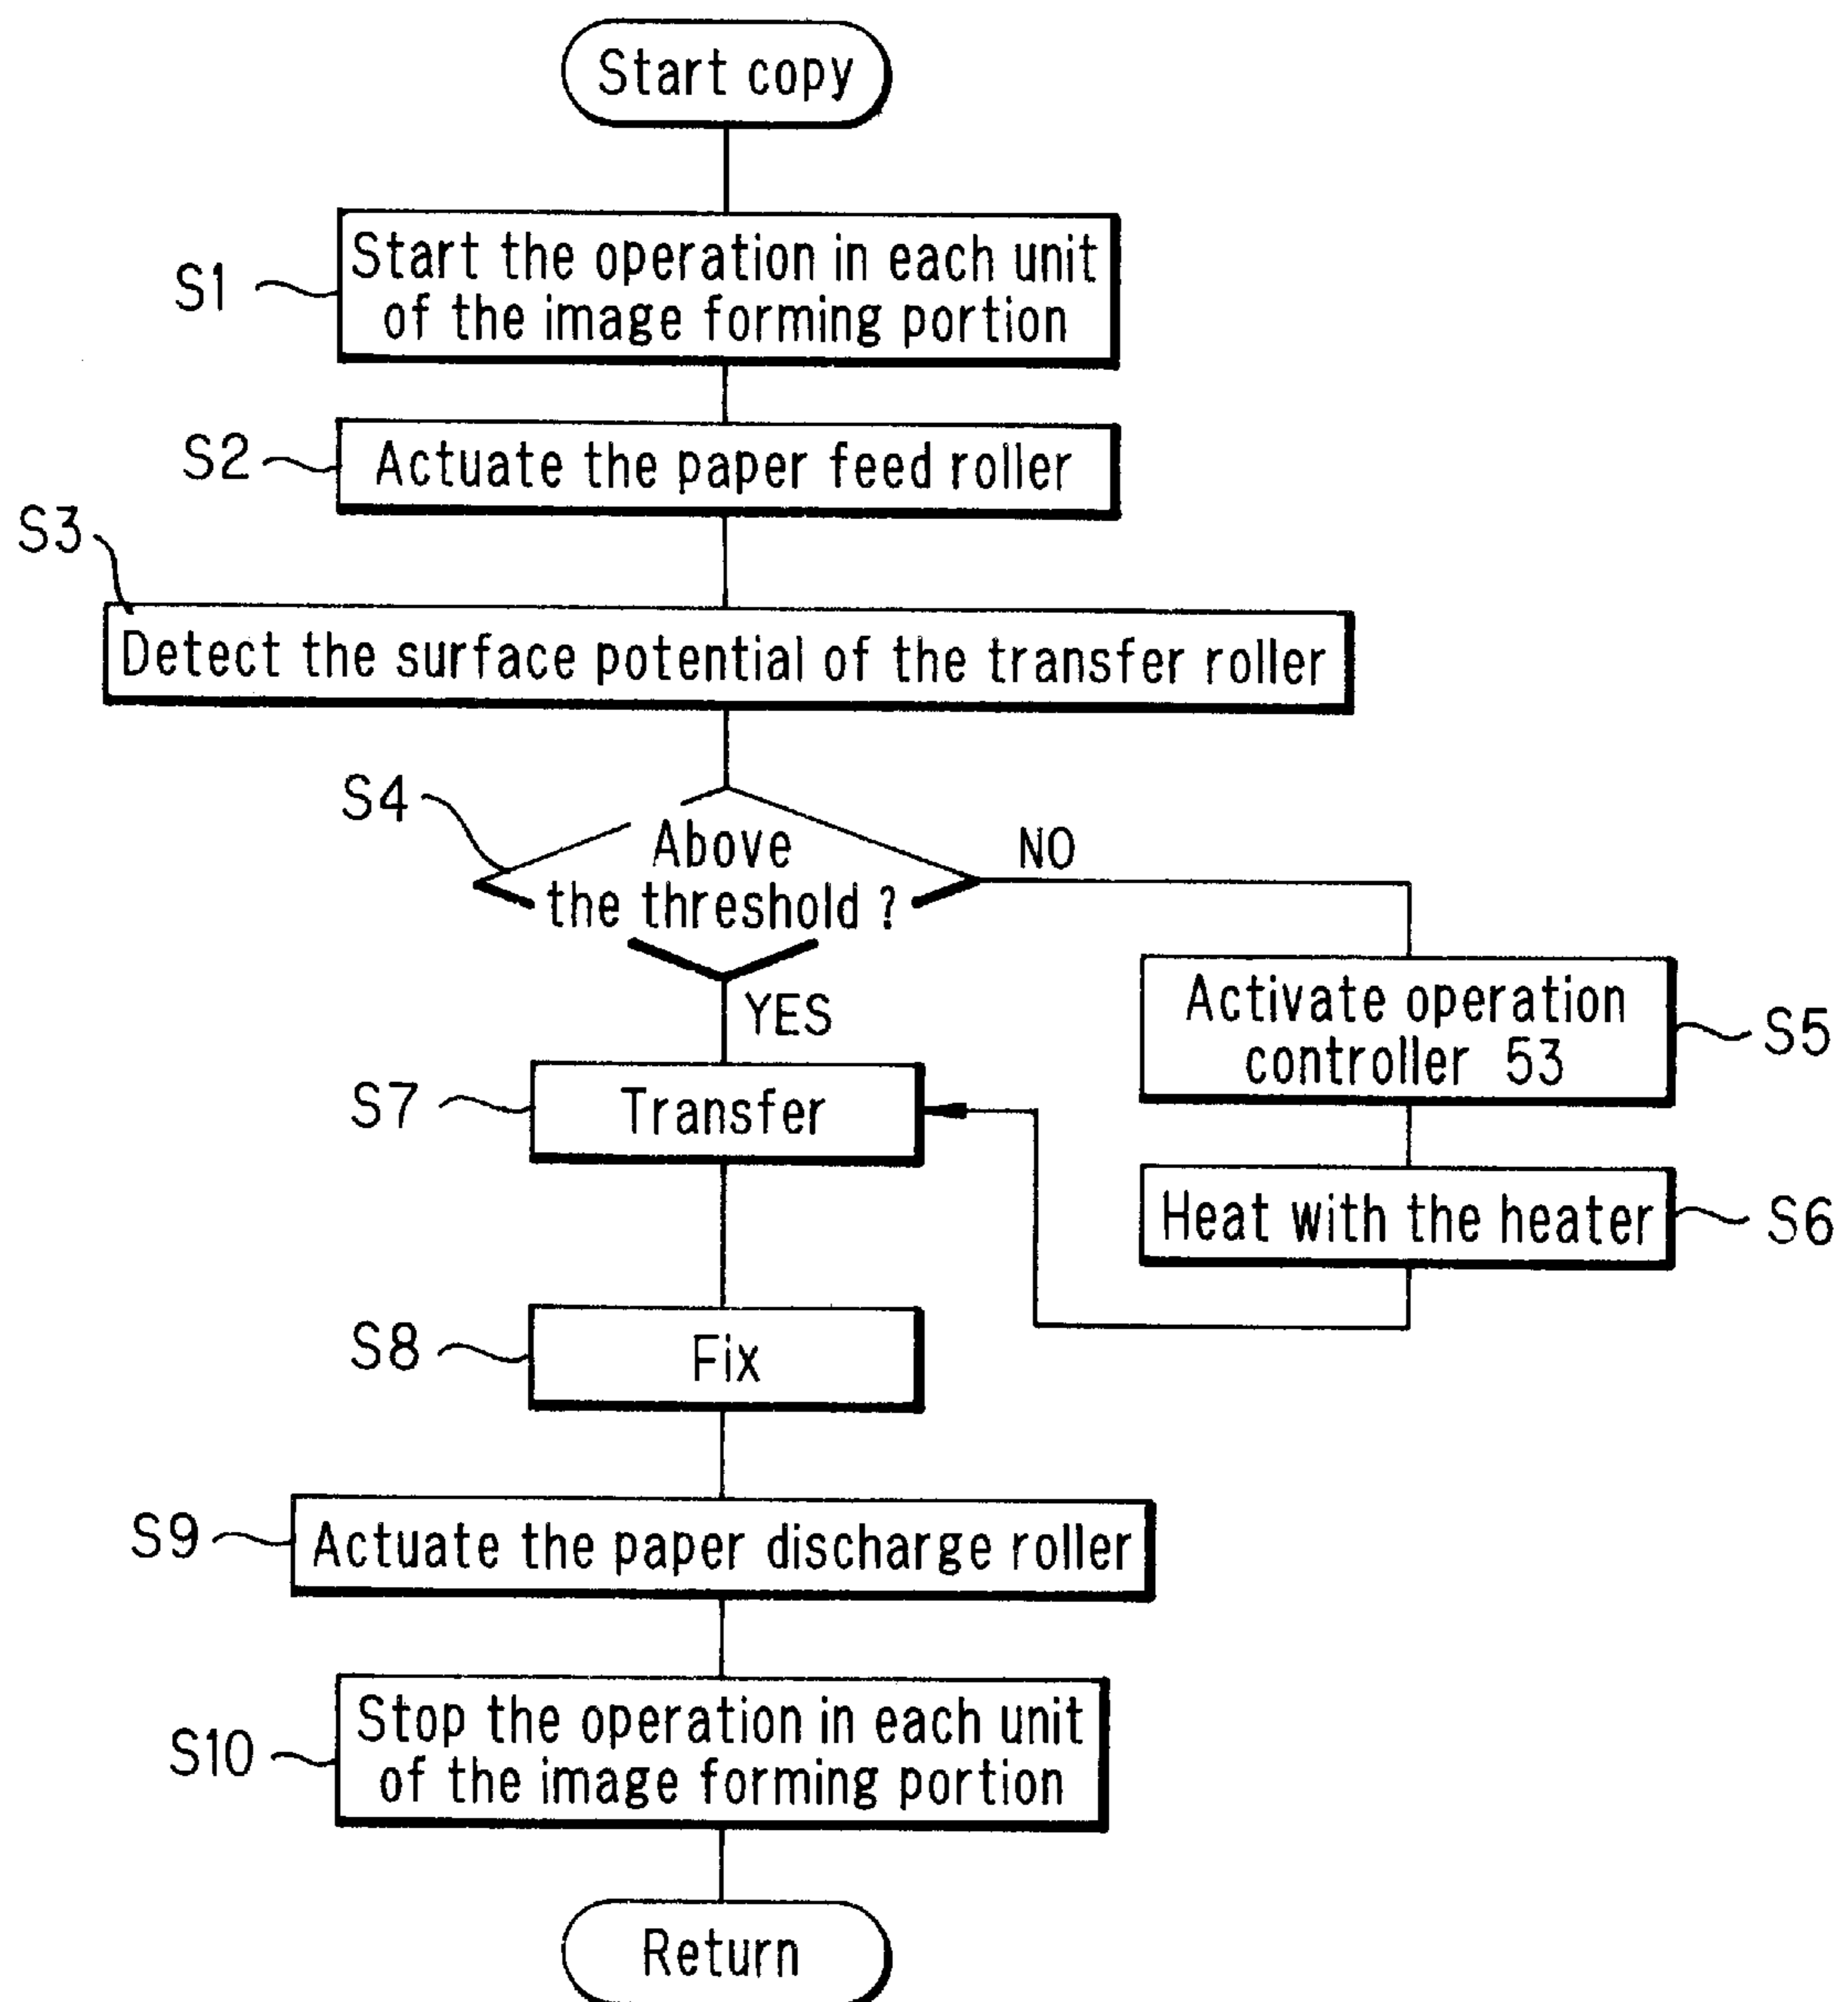 Start copy
S1
Start the operation in each unit
of the image forming portion
S2
Actuate the paper feed roller
S3
Detect the surface potential of the transfer roller
S4
Above
the threshold ?
NO
YES
Activate operation
controller 53
S5
Heat with the heater
S6
S7
Transfer
S8
Fix
S9
Actuate the paper discharge roller
S10
Stop the operation in each unit
of the image forming portion
Return